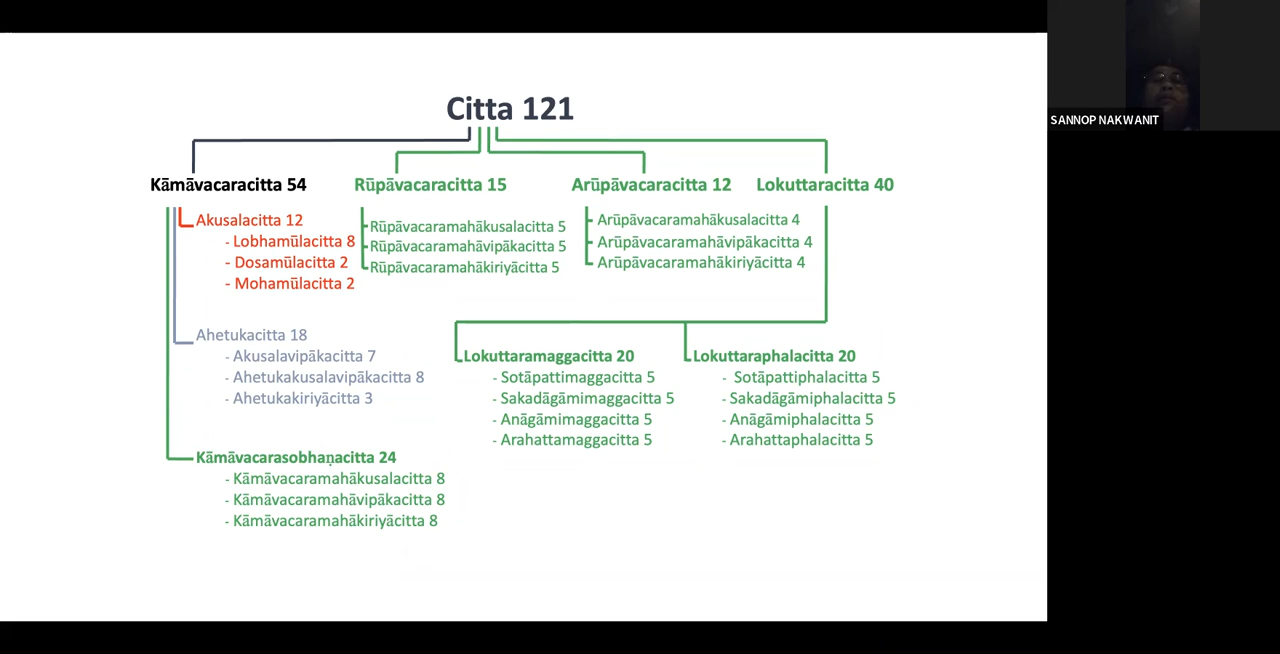 Citta 121
Kāmāvacaracitta 54
Akusalacitta 12
- Lobhamūlacitta 8
- Dosamūlacitta 2
- Mohamūlacitta 2
Ahetukacitta 18
- Akusalavipākacitta 7
- Ahetukakusalavipākacitta 8
- Ahetukakiriyācitta 3
Kāmāvacarasobhaṇacitta 24
- Kāmāvacaramahākusalacitta 8
- Kāmāvacaramahāvipākacitta 8
- Kāmāvacaramahākiriyācitta 8
Rūpāvacaracitta 15
Rūpāvacaramahākusalacitta 5
Rūpāvacaramahāvipākacitta 5
Rūpāvacaramahākiriyācitta 5
Arūpāvacaracitta 12
Arūpāvacaramahākusalacitta 4
Arūpāvacaramahāvipākacitta 4
Arūpāvacaramahākiriyācitta 4
Lokuttaracitta 40
Lokuttaramaggacitta 20
- Sotāpattimaggacitta 5
- Sakadāgāmimaggacitta 5
- Anāgāmimaggacitta 5
- Arahattamaggacitta 5
Lokuttaraphalacitta 20
- Sotāpattiphalacitta 5
- Sakadāgāmiphalacitta 5
- Anāgāmiphalacitta 5
- Arahattaphalacitta 5
SANNOP NAKWANIT